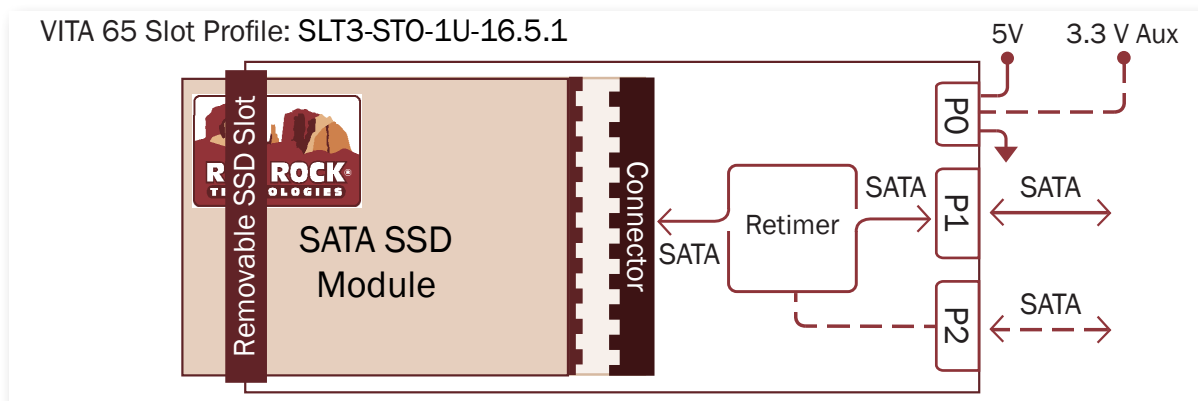 VITA 65 Slot Profile: SLT3-STO-1U-16.5.1
5V
3.3 V Aux
Removable SSD Slot
ROCK
SATA SSD
Module
Connector
SATA
Retimer
SATA
P0
P1
SATA
P2
SATA